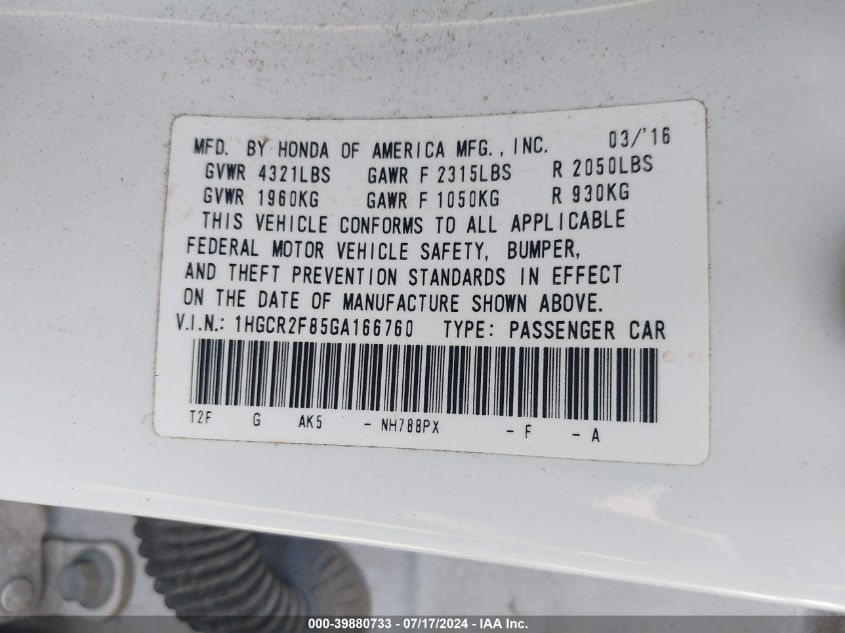 MFD. BY HONDA OF AMERICA MFG., INC. 03/'16
GVWR 4321LBS GAWR F 2315LBS R 2050LBS
GVWR 1960KG GAWR F 1050KG R 930KG
THIS VEHICLE CONFORMS TO ALL APPLICABLE
FEDERAL MOTOR VEHICLE SAFETY, BUMPER,
AND THEFT PREVENTION STANDARDS IN EFFECT
ON THE DATE OF MANUFACTURE SHOWN ABOVE.
V.I.N.: 1HGCR2F85GA166760 TYPE: PASSENGER CAR
T2F G AK5 - NH788PX - F - A
000-39880733 - 07/17/2024 - IAA Inc.